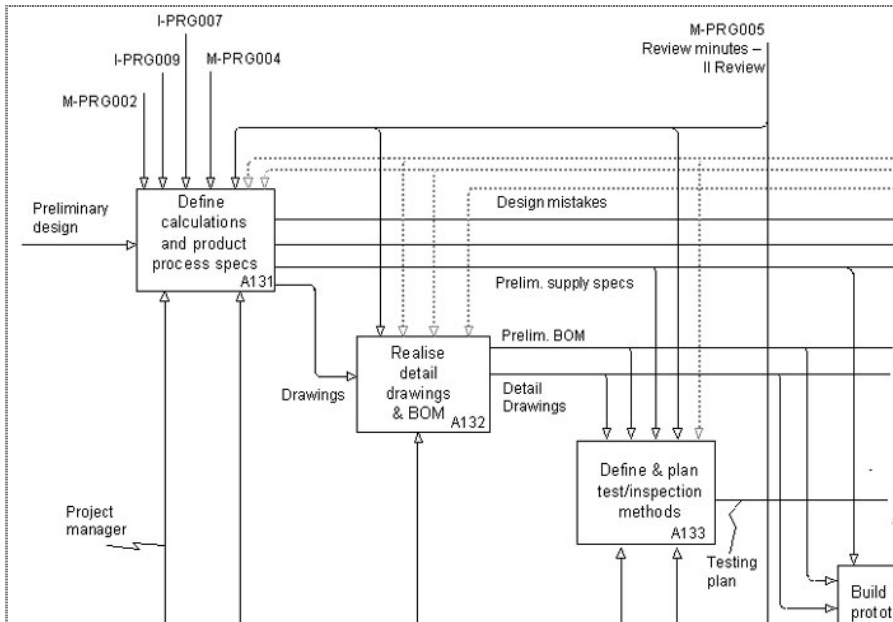 I-PRG007
I-PRG009
M-PRG004
M-PRG002
M-PRG005
Review minutes –
II Review
Preliminary
design
Define
calculations
and product
process specs
A131
Design mistakes
Prelim. supply specs
Prelim. BOM
Realise
detail
drawings
& BOM
A132
Drawings
Detail
Drawings
Define & plan
test/inspection
methods
A133
Project
manager
Testing
plan
Build
protot